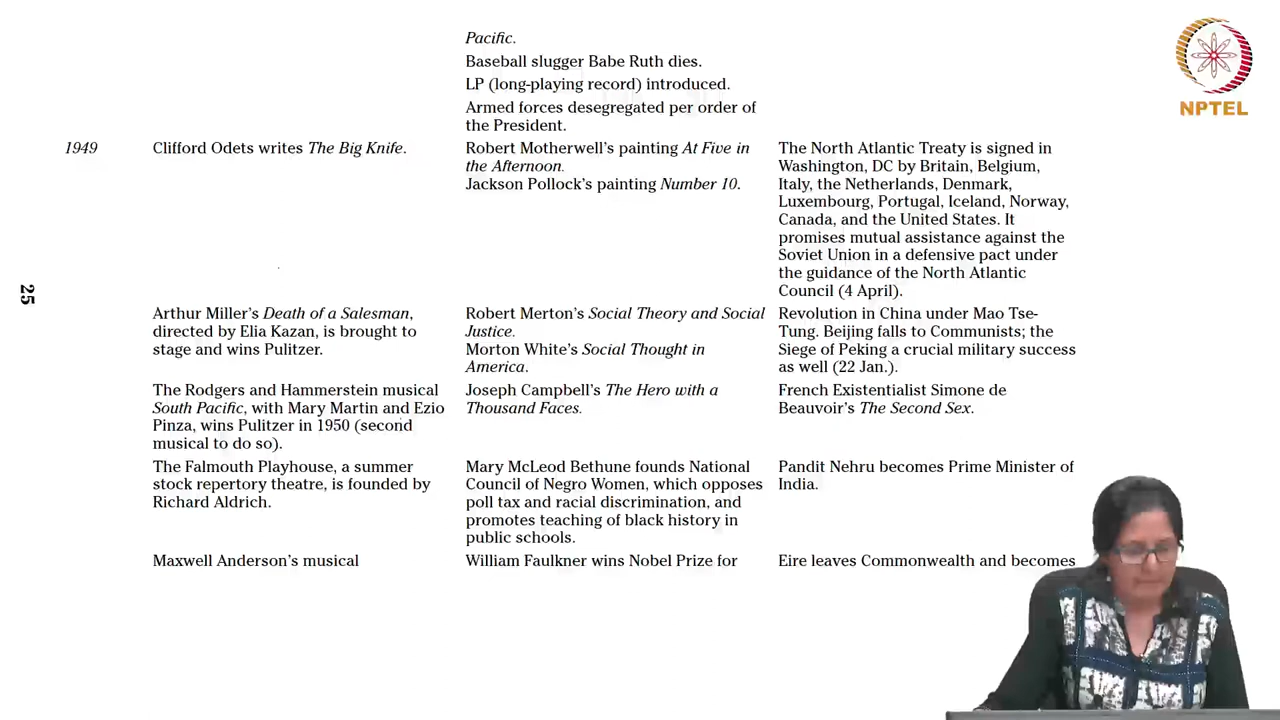 Pacific.
Baseball slugger Babe Ruth dies.
LP (long-playing record) introduced.
Armed forces desegregated per order of
the President.
NPTEL
1949
Clifford Odets writes The Big Knife.
Robert Motherwell's painting At Five in
the Afternoon.
Jackson Pollock's painting Number 10.
The North Atlantic Treaty is signed in
Washington, DC by Britain, Belgium,
Italy, the Netherlands, Denmark,
Luxembourg, Portugal, Iceland, Norway,
Canada, and the United States. It
promises mutual assistance against the
Soviet Union in a defensive pact under
the guidance of the North Atlantic
Council (4 April).
25
Arthur Miller's Death of a Salesman,
directed by Elia Kazan, is brought to
stage and wins Pulitzer.
Robert Merton's Social Theory and Social
Justice.
Morton White's Social Thought in
America.
Revolution in China under Mao Tse-
Tung. Beijing falls to Communists; the
Siege of Peking a crucial military success
as well (22 Jan.).
The Rodgers and Hammerstein musical
South Pacific, with Mary Martin and Ezio
Pinza, wins Pulitzer in 1950 (second
musical to do so).
Joseph Campbell's The Hero with a
Thousand Faces.
French Existentialist Simone de
Beauvoir's The Second Sex.
The Falmouth Playhouse, a summer
stock repertory theatre, is founded by
Richard Aldrich.
Mary McLeod Bethune founds National
Council of Negro Women, which opposes
poll tax and racial discrimination, and
promotes teaching of black history in
public schools.
Pandit Nehru becomes Prime Minister of
India.
Maxwell Anderson's musical
William Faulkner wins Nobel Prize for
Eire leaves Commonwealth and becomes